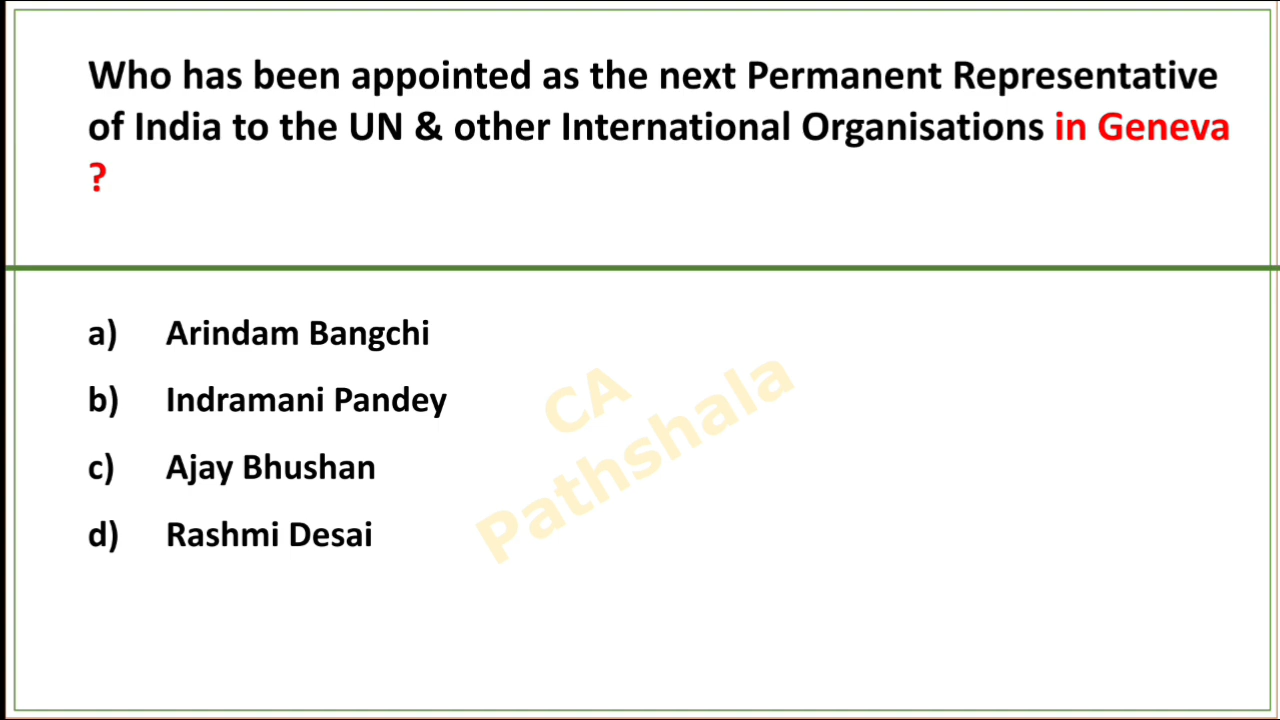 Who has been appointed as the next Permanent Representative
of India to the UN & other International Organisations in Geneva
?
a) Arindam Bangchi
b) Indramani Pandey
c) Ajay Bhushan
d) Rashmi Desai
CA
Pathshala